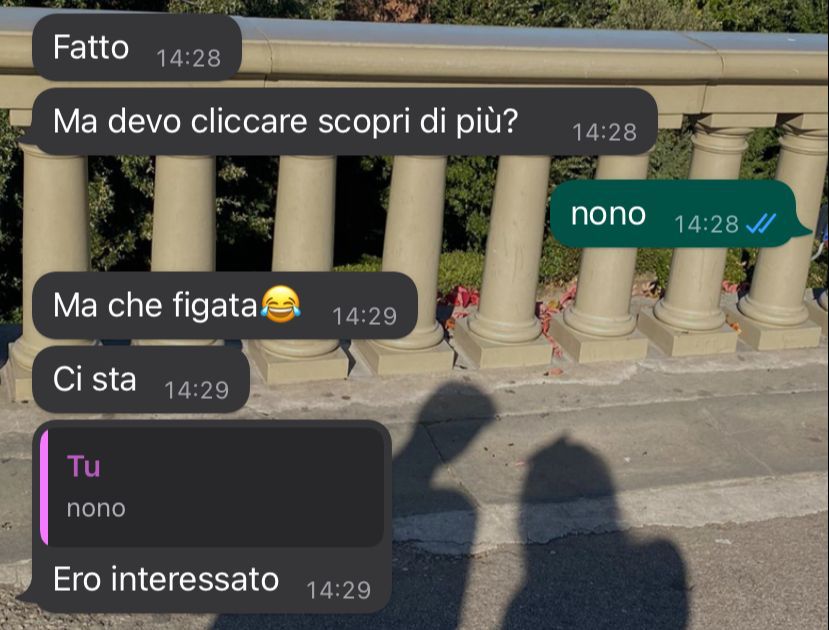 Fatto 14:28
Ma devo cliccare scopri di più? 14:28
nono 14:28
Ma che figata😂 14:29
Ci sta 14:29
Tu
nono
Ero interessato 14:29